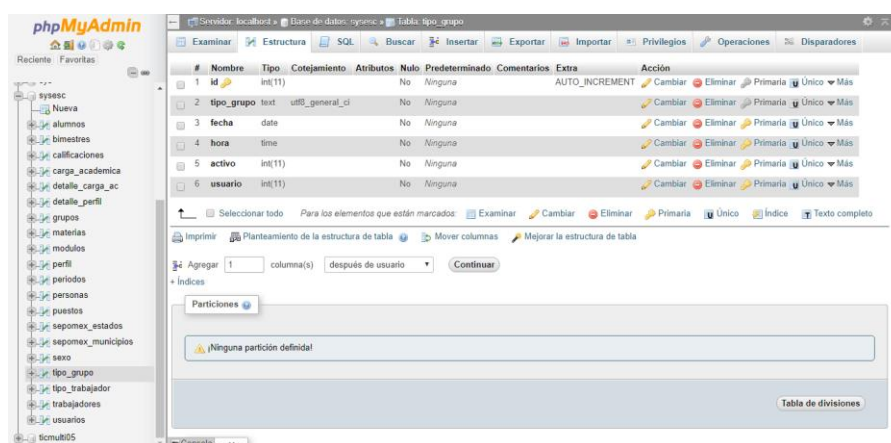 phpMyAdmin
Reciente Favoritas
sysesc
Nueva
alumnos
bimestres
calificaciones
carga_academica
detalle_carga_ac
detalle_perfil
grupos
materias
modulos
perfil
periodos
personas
puestos
sepomex_estados
sepomex_municipios
sexo
tipo_grupo
tipo_trabajador
trabajadores
usuarios
ticmulti05
Servidor: localhost » Base de datos: sysesc » Tabla: tipo_grupo
Examinar Estructura SQL Buscar Insertar Exportar Importar Privilegios Operaciones Disparadores
# Nombre Tipo Cotejamiento Atributos Nulo Predeterminado Comentarios Extra Acción
1 id int(11) No Ninguna AUTO_INCREMENT Cambiar Eliminar Primaria Único Más
2 tipo_grupo text utf8_general_ci No Ninguna Cambiar Eliminar Primaria Único Más
3 fecha date No Ninguna Cambiar Eliminar Primaria Único Más
4 hora time No Ninguna Cambiar Eliminar Primaria Único Más
5 activo int(11) No Ninguna Cambiar Eliminar Primaria Único Más
6 usuario int(11) No Ninguna Cambiar Eliminar Primaria Único Más
Seleccionar todo Para los elementos que están marcados: Examinar Cambiar Eliminar Primaria Único Índice Texto completo
Imprimir Planteamiento de la estructura de tabla Mover columnas Mejorar la estructura de tabla
Agregar 1 columna(s) después de usuario Continuar
+ Índices
Particiones
¡Ninguna partición definida!
Tabla de divisiones
Consola